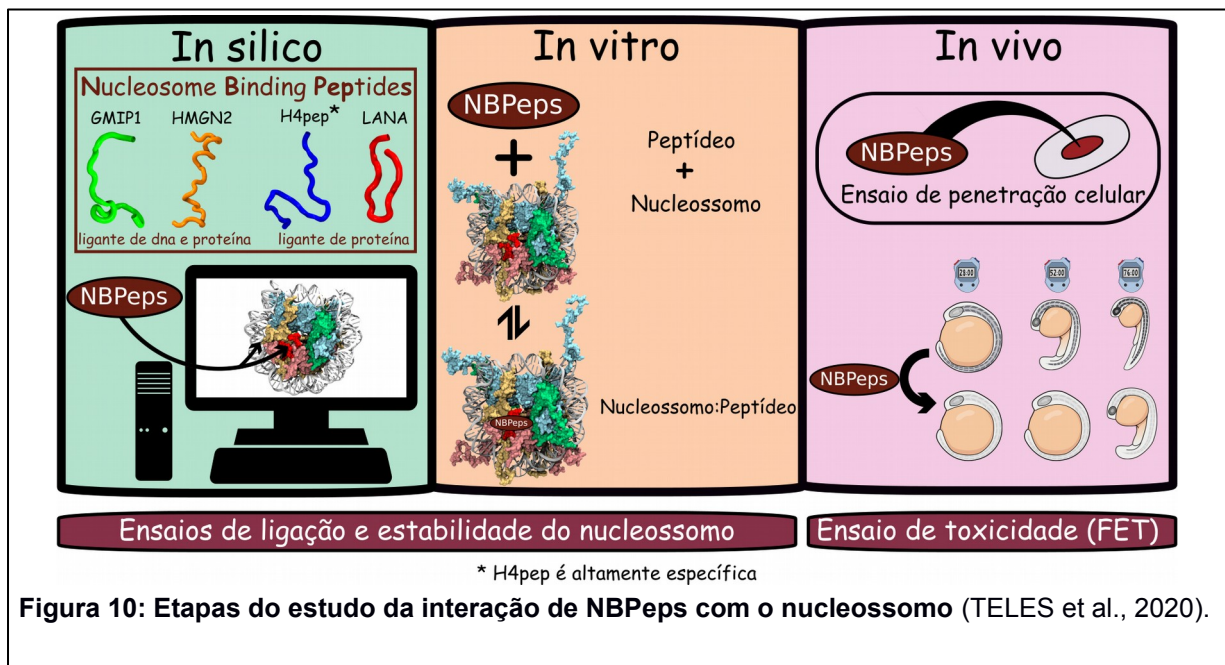 In silico
Nucleosome Binding Peptides
GMIP1 HMGN2 H4pep* LANA
ligante de dna e proteína ligante de proteína
NBPeps
In vitro
NBPeps
+
Peptídeo
+
Nucleossomo
NBPeps
Nucleossomo:Peptídeo
In vivo
NBPeps
Ensaio de penetração celular
28:00 52:00 76:00
NBPeps
Ensaios de ligação e estabilidade do nucleossomo
Ensaio de toxicidade (FET)
* H4pep é altamente específica
Figura 10: Etapas do estudo da interação de NBPeps com o nucleossomo (TELES et al., 2020).